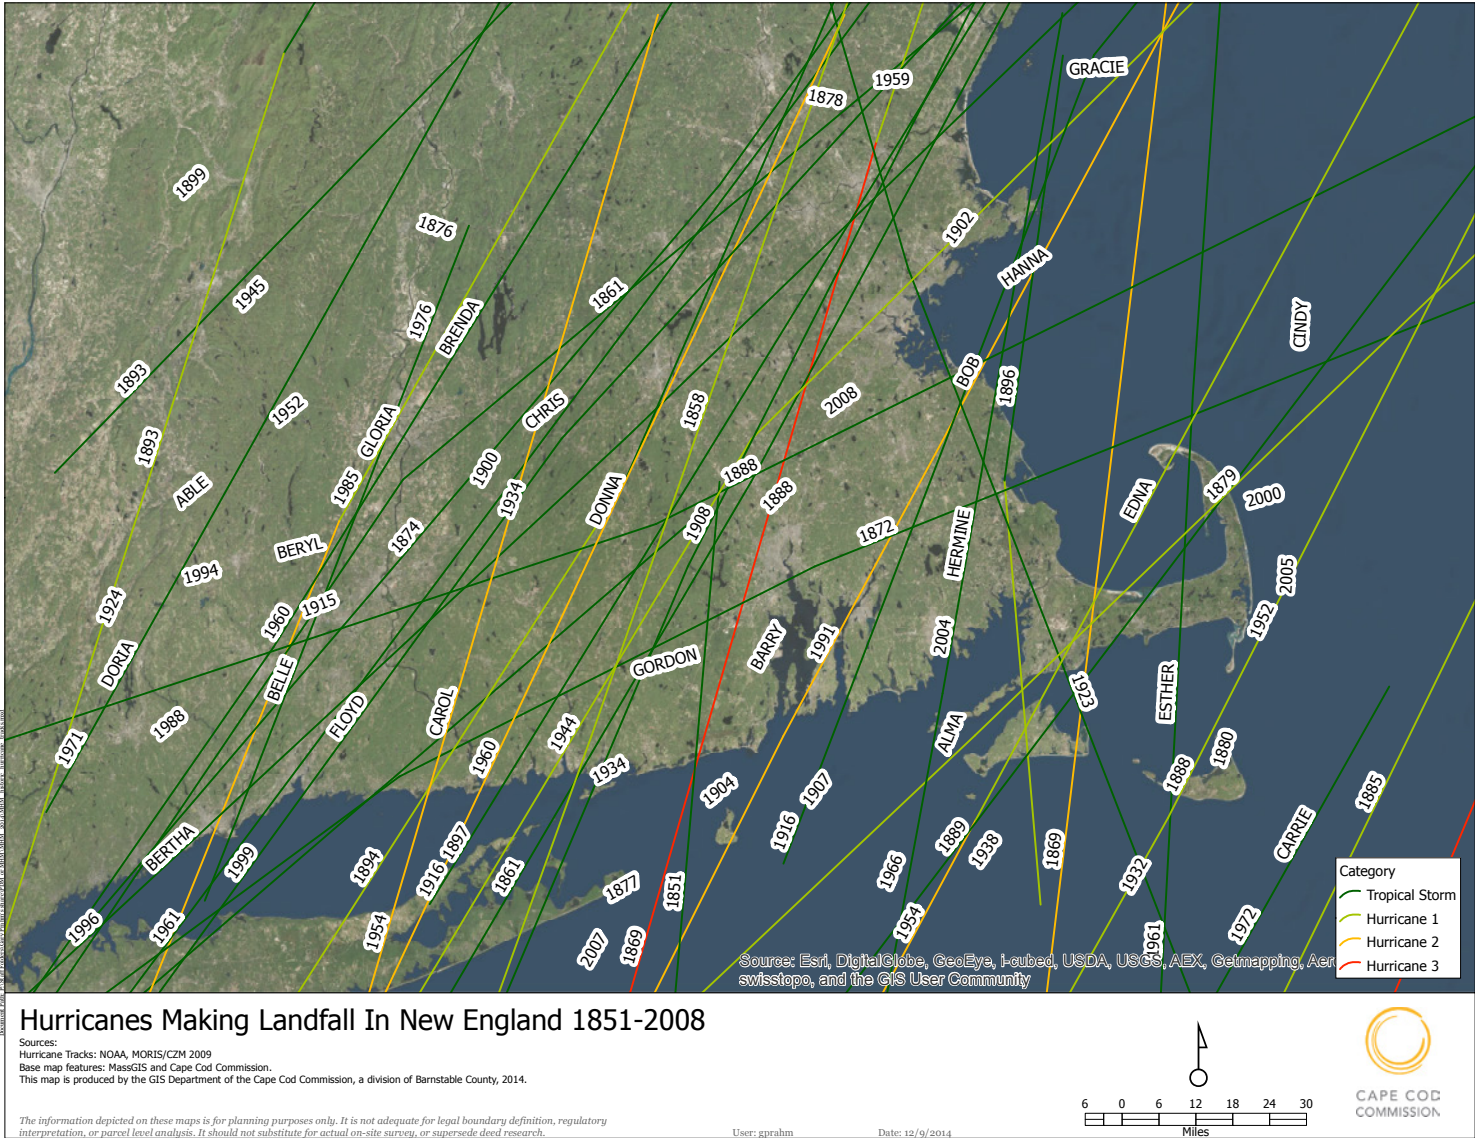 GRACIE
1959
1878
1899
1876
1902
HANNA
1945
1861
1976
BRENDA
CINDY
1893
BOB
1896
2008
1952
CHRIS
1858
GLORIA
1893
1900
1888
1985
ABLE
1934
DONNA
1888
EDNA
1879
2000
1908
1874
1872
HERMINE
BERYL
1994
2005
1924
1915
1960
1952
2004
1991
BARRY
DORIA
GORDON
BELLE
1923
ESTHER
FLOYD
CAROL
1988
1971
1944
ALMA
1960
1880
1934
1888
1904
1907
1885
1916
BERTHA
1897
1889
1938
1869
CARRIE
1999
1894
1916
1861
1966
1932
1877
1851
1996
1961
1954
2007
1869
1954
1961
1972
Category
Tropical Storm
Hurricane 1
Hurricane 2
Hurricane 3
Source: Esri, DigitalGlobe, GeoEye, i-cubed, USDA, USGS, AEX, Getmapping, Aer
swisstopo, and the GIS User Community
Hurricanes Making Landfall In New England 1851-2008
Sources:
Hurricane Tracks: NOAA, MORIS/CZM 2009
Base map features: MassGIS and Cape Cod Commission.
This map is produced by the GIS Department of the Cape Cod Commission, a division of Barnstable County, 2014.
The information depicted on these maps is for planning purposes only. It is not adequate for legal boundary definition, regulatory
interpretation, or parcel level analysis. It should not substitute for actual on-site survey, or supersede deed research.
User: gprahm
Date: 12/9/2014
6 0 6 12 18 24 30
Miles
CAPE COD
COMMISSION